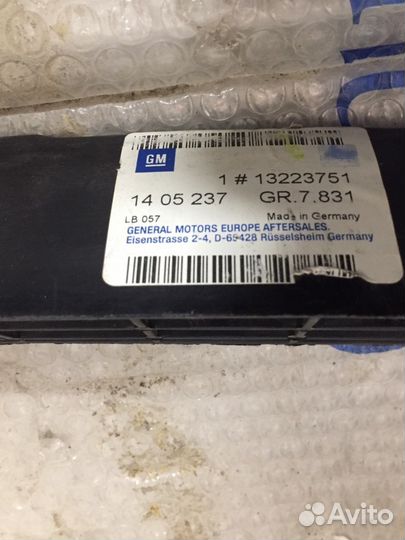 GM
1 # 13223751
14 05 237 GR.7.831
LB 057 Made in Germany
GENERAL MOTORS EUROPE AFTERSALES.
Eisenstrasse 2-4, D-65428 Rüsselsheim Germany
Avito